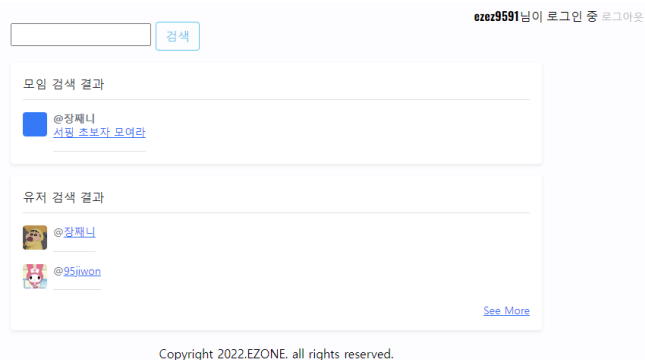 ezez9591님이 로그인 중 로그아웃
검색
모임 검색 결과
@장째니
서핑 초보자 모여라
유저 검색 결과
@장째니
@95jiwon
See More
Copyright 2022.EZONE. all rights reserved.